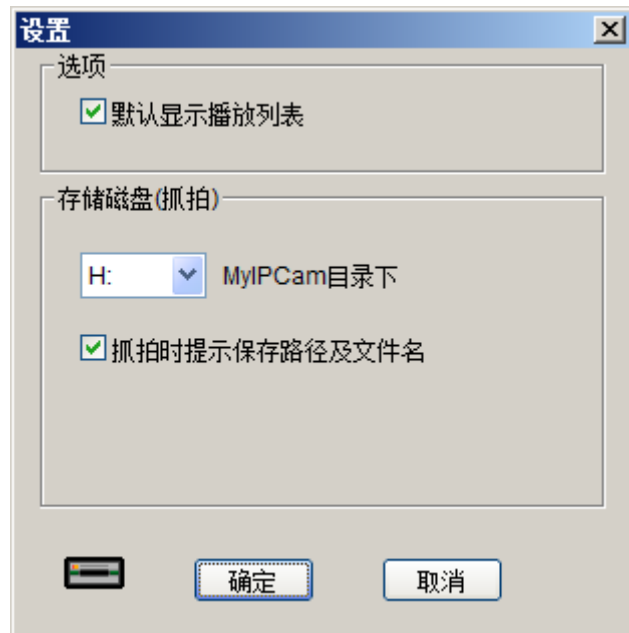 设置
选项
默认显示播放列表
存储磁盘(抓拍)
H: MyIPCam目录下
抓拍时提示保存路径及文件名
确定 取消